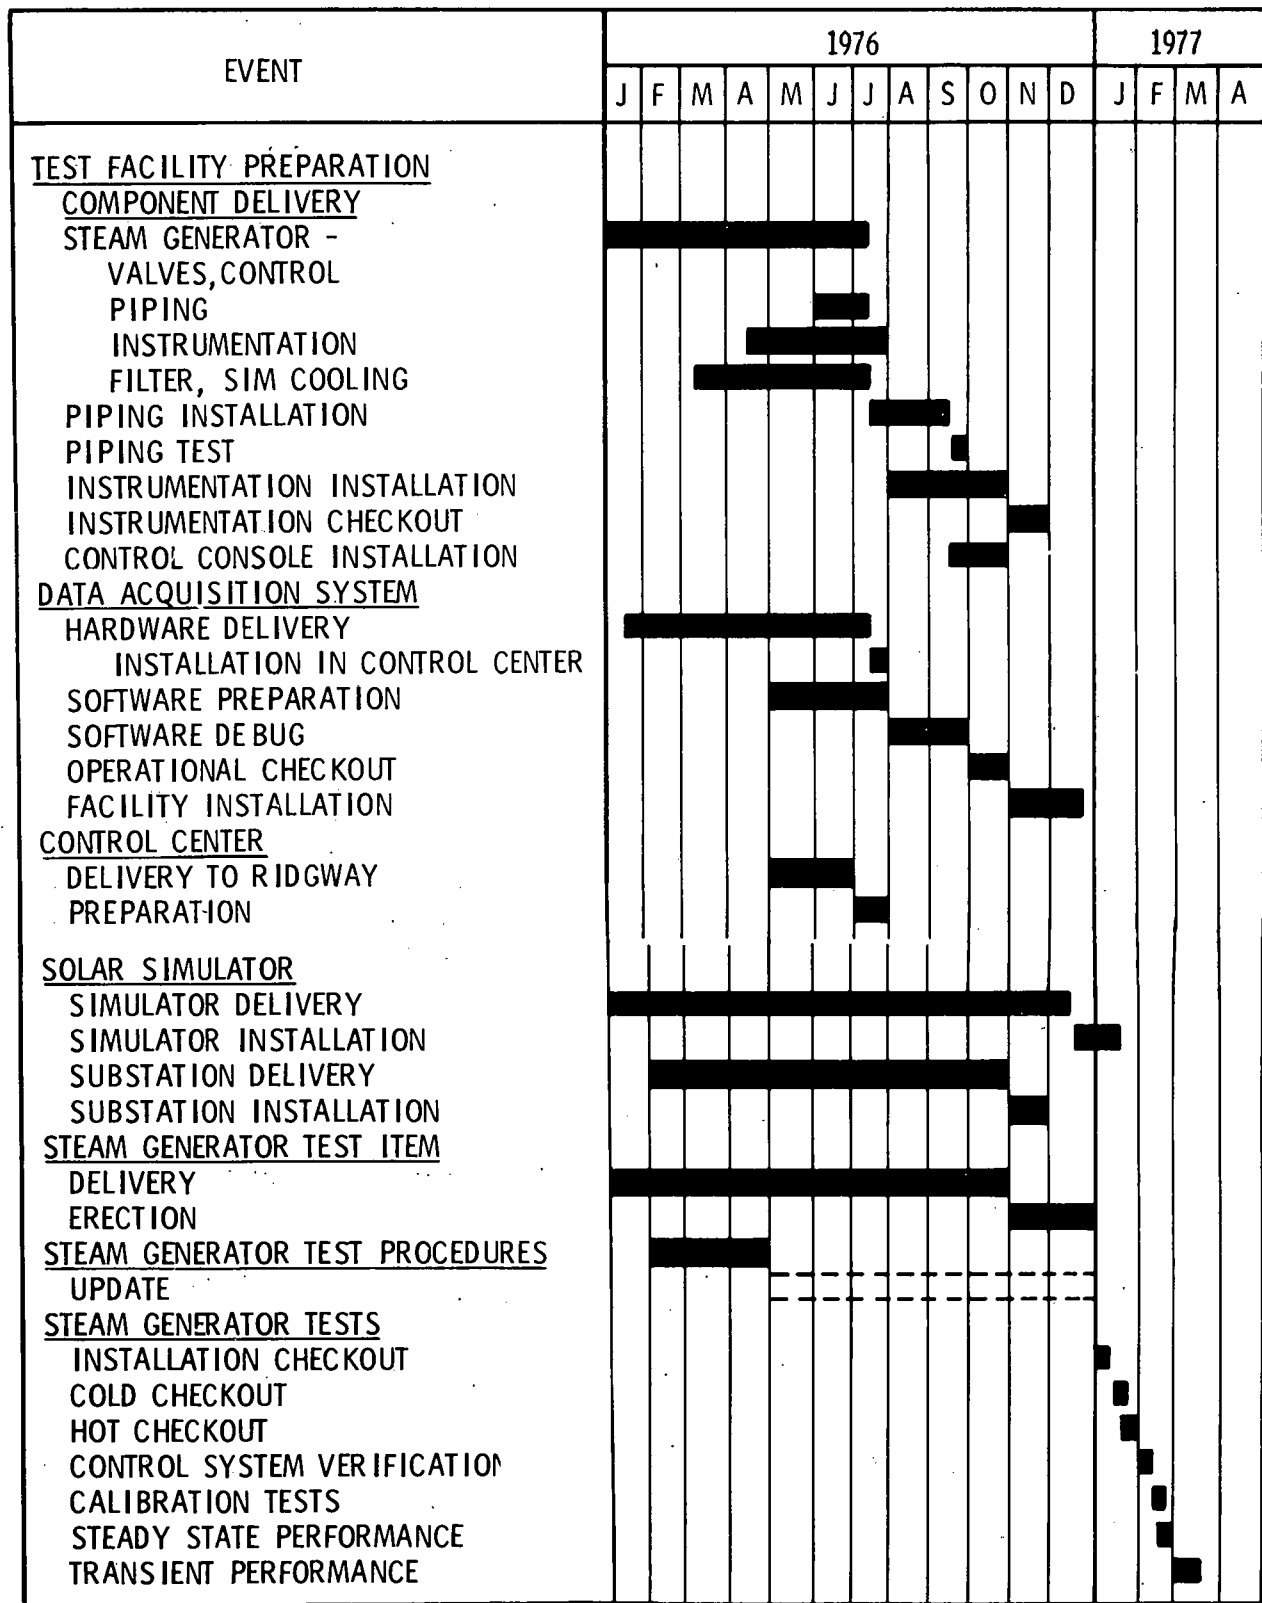 EVENT
1976
1977
J F M A M J J A S O N D J F M A
TEST FACILITY PREPARATION
COMPONENT DELIVERY
STEAM GENERATOR -
VALVES, CONTROL
PIPING
INSTRUMENTATION
FILTER, SIM COOLING
PIPING INSTALLATION
PIPING TEST
INSTRUMENTATION INSTALLATION
INSTRUMENTATION CHECKOUT
CONTROL CONSOLE INSTALLATION
DATA ACQUISITION SYSTEM
HARDWARE DELIVERY
INSTALLATION IN CONTROL CENTER
SOFTWARE PREPARATION
SOFTWARE DEBUG
OPERATIONAL CHECKOUT
FACILITY INSTALLATION
CONTROL CENTER
DELIVERY TO RIDGWAY
PREPARATION
SOLAR SIMULATOR
SIMULATOR DELIVERY
SIMULATOR INSTALLATION
SUBSTATION DELIVERY
SUBSTATION INSTALLATION
STEAM GENERATOR TEST ITEM
DELIVERY
ERECTION
STEAM GENERATOR TEST PROCEDURES
UPDATE
STEAM GENERATOR TESTS
INSTALLATION CHECKOUT
COLD CHECKOUT
HOT CHECKOUT
CONTROL SYSTEM VERIFICATION
CALIBRATION TESTS
STEADY STATE PERFORMANCE
TRANSIENT PERFORMANCE